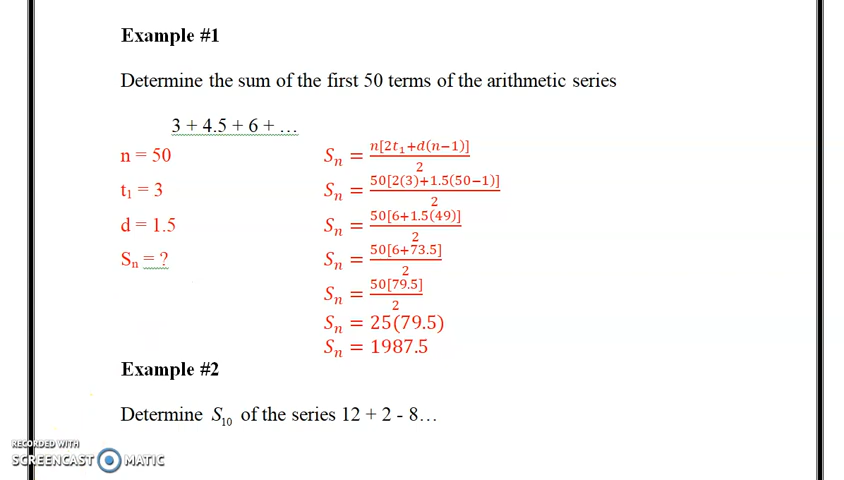 Example #1
Determine the sum of the first 50 terms of the arithmetic series
3 + 4.5 + 6 + …
n = 50
t₁ = 3
d = 1.5
Sₙ = ?
Sₙ = n[2t₁+d(n−1)]/2
Sₙ = 50[2(3)+1.5(50−1)]/2
Sₙ = 50[6+1.5(49)]/2
Sₙ = 50[6+73.5]/2
Sₙ = 50[79.5]/2
Sₙ = 25(79.5)
Sₙ = 1987.5
Example #2
Determine S₁₀ of the series 12 + 2 - 8…
RECORDED WITH
SCREENCAST MATIC